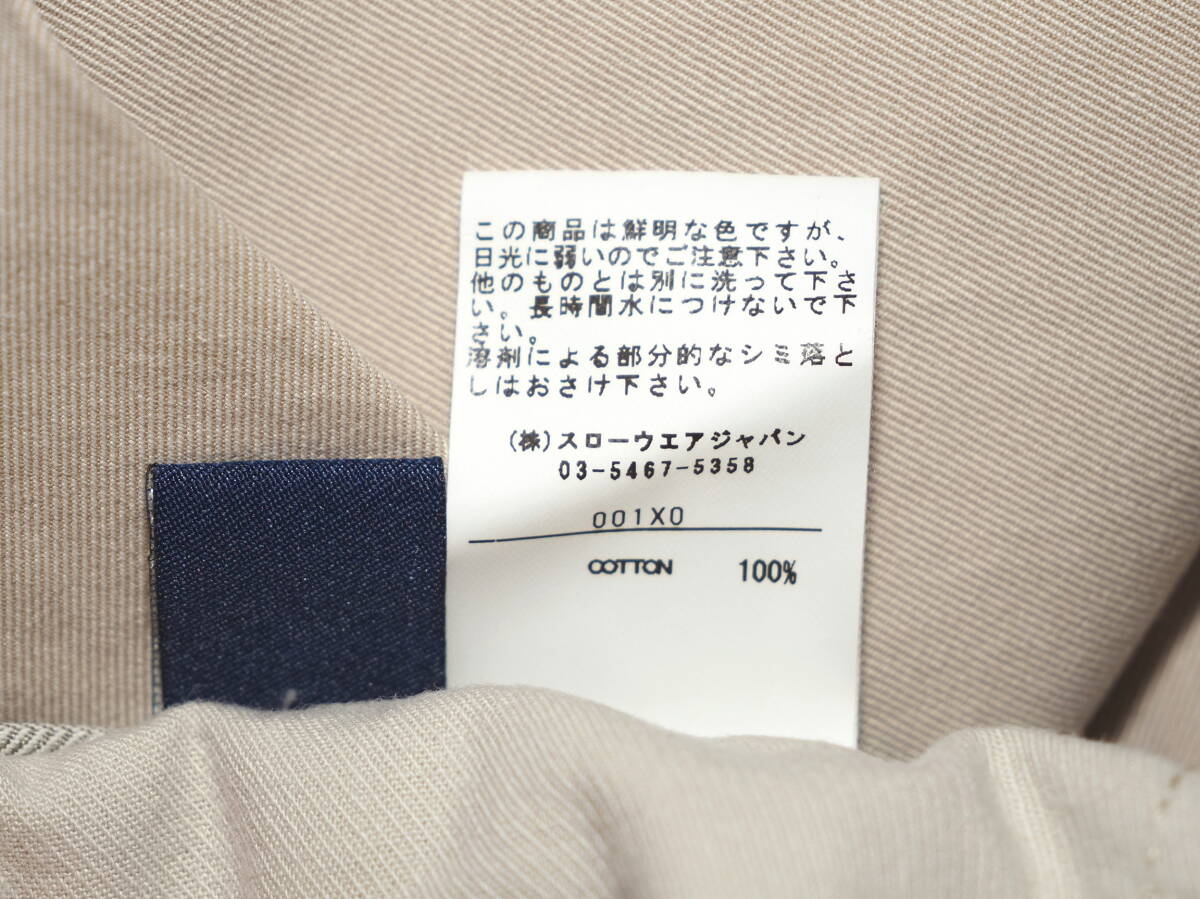 この商品は鮮明な色ですが、
日光に弱いのでご注意下さい。
他のものとは別に洗って下さ
い。長時間水につけないで下
さい。
溶剤による部分的なシミ落と
しはおさけ下さい。
(株)スローウエアジャパン
03-5467-5358
001X0
COTTON 100%